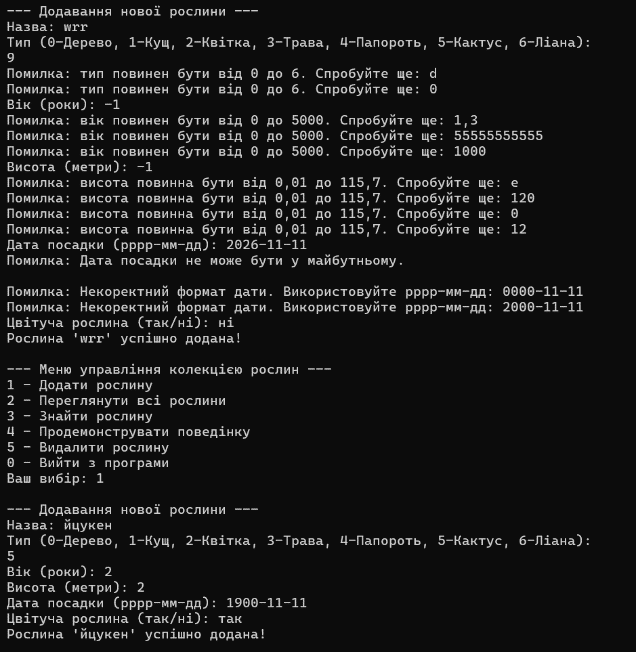 --- Додавання нової рослини ---
Назва: wrr
Тип (0-Дерево, 1-Кущ, 2-Квітка, 3-Трава, 4-Папороть, 5-Кактус, 6-Ліана):
9
Помилка: тип повинен бути від 0 до 6. Спробуйте ще: d
Помилка: тип повинен бути від 0 до 6. Спробуйте ще: 0
Вік (роки): -1
Помилка: вік повинен бути від 0 до 5000. Спробуйте ще: 1,3
Помилка: вік повинен бути від 0 до 5000. Спробуйте ще: 55555555555
Помилка: вік повинен бути від 0 до 5000. Спробуйте ще: 1000
Висота (метри): -1
Помилка: висота повинна бути від 0,01 до 115,7. Спробуйте ще: e
Помилка: висота повинна бути від 0,01 до 115,7. Спробуйте ще: 120
Помилка: висота повинна бути від 0,01 до 115,7. Спробуйте ще: 0
Помилка: висота повинна бути від 0,01 до 115,7. Спробуйте ще: 12
Дата посадки (рррр-мм-дд): 2026-11-11
Помилка: Дата посадки не може бути у майбутньому.
Помилка: Некоректний формат дати. Використовуйте рррр-мм-дд: 0000-11-11
Помилка: Некоректний формат дати. Використовуйте рррр-мм-дд: 2000-11-11
Цвітуча рослина (так/ні): ні
Рослина 'wrr' успішно додана!
--- Меню управління колекцією рослин ---
1 - Додати рослину
2 - Переглянути всі рослини
3 - Знайти рослину
4 - Продемонструвати поведінку
5 - Видалити рослину
0 - Вийти з програми
Ваш вибір: 1
--- Додавання нової рослини ---
Назва: йцукен
Тип (0-Дерево, 1-Кущ, 2-Квітка, 3-Трава, 4-Папороть, 5-Кактус, 6-Ліана):
5
Вік (роки): 2
Висота (метри): 2
Дата посадки (рррр-мм-дд): 1900-11-11
Цвітуча рослина (так/ні): так
Рослина 'йцукен' успішно додана!